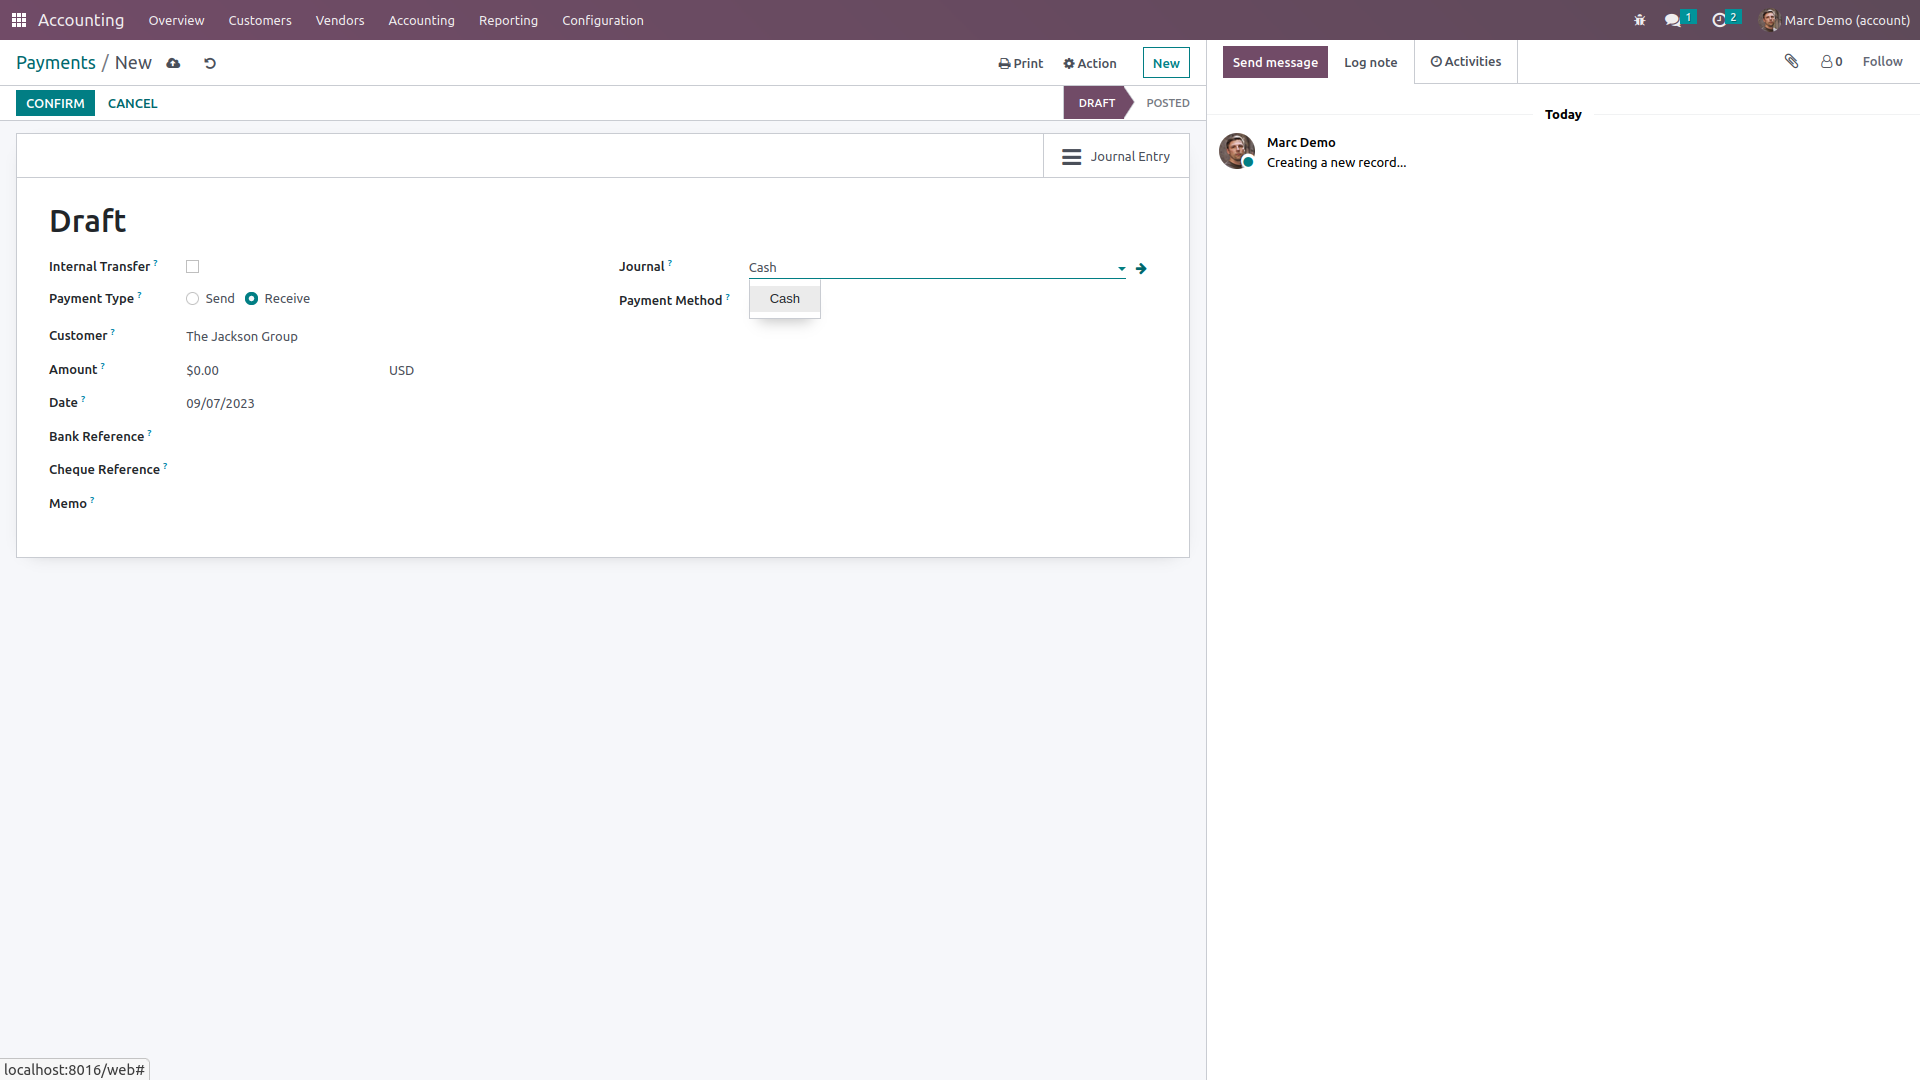 Accounting Overview Customers Vendors Accounting Reporting Configuration 1 2 Marc Demo (account)
Payments / New Print Action New
CONFIRM CANCEL DRAFT POSTED
Journal Entry
Draft
Internal Transfer ?
Payment Type ? Send Receive
Customer ? The Jackson Group
Amount ? $0.00 USD
Date ? 09/07/2023
Bank Reference ?
Cheque Reference ?
Memo ?
Journal ? Cash
Payment Method ? Cash
Send message Log note Activities 0 Follow
Today
Marc Demo
Creating a new record...
localhost:8016/web#